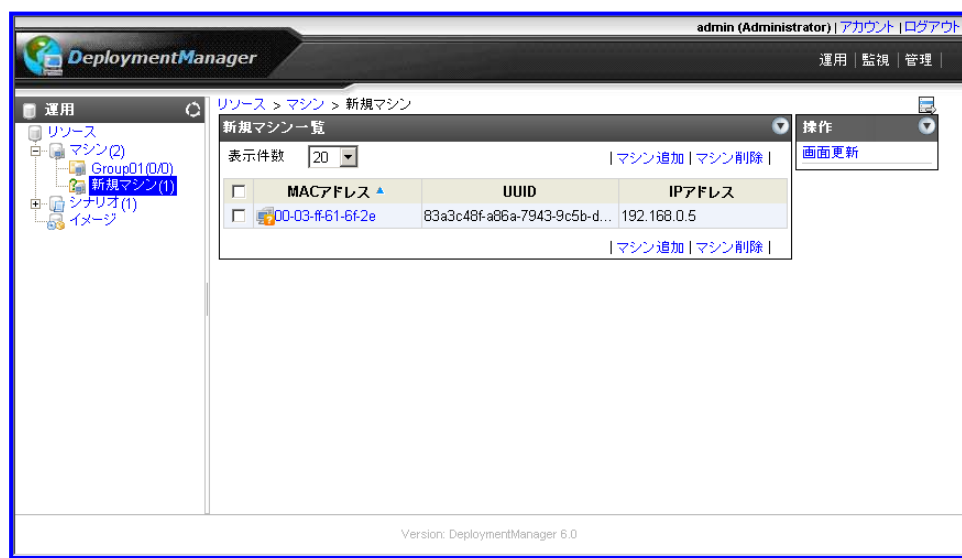 admin (Administrator) | アカウント | ログアウト
DeploymentManager
運用 | 監視 | 管理 |
運用
リソース
マシン(2)
Group01(0/0)
新規マシン(1)
シナリオ(1)
イメージ
リソース > マシン > 新規マシン
新規マシン一覧
表示件数 20
| マシン追加 | マシン削除 |
MACアドレス UUID IPアドレス
00-03-ff-61-6f-2e 83a3c48f-a86a-7943-9c5b-d... 192.168.0.5
| マシン追加 | マシン削除 |
操作
画面更新
Version: DeploymentManager 6.0